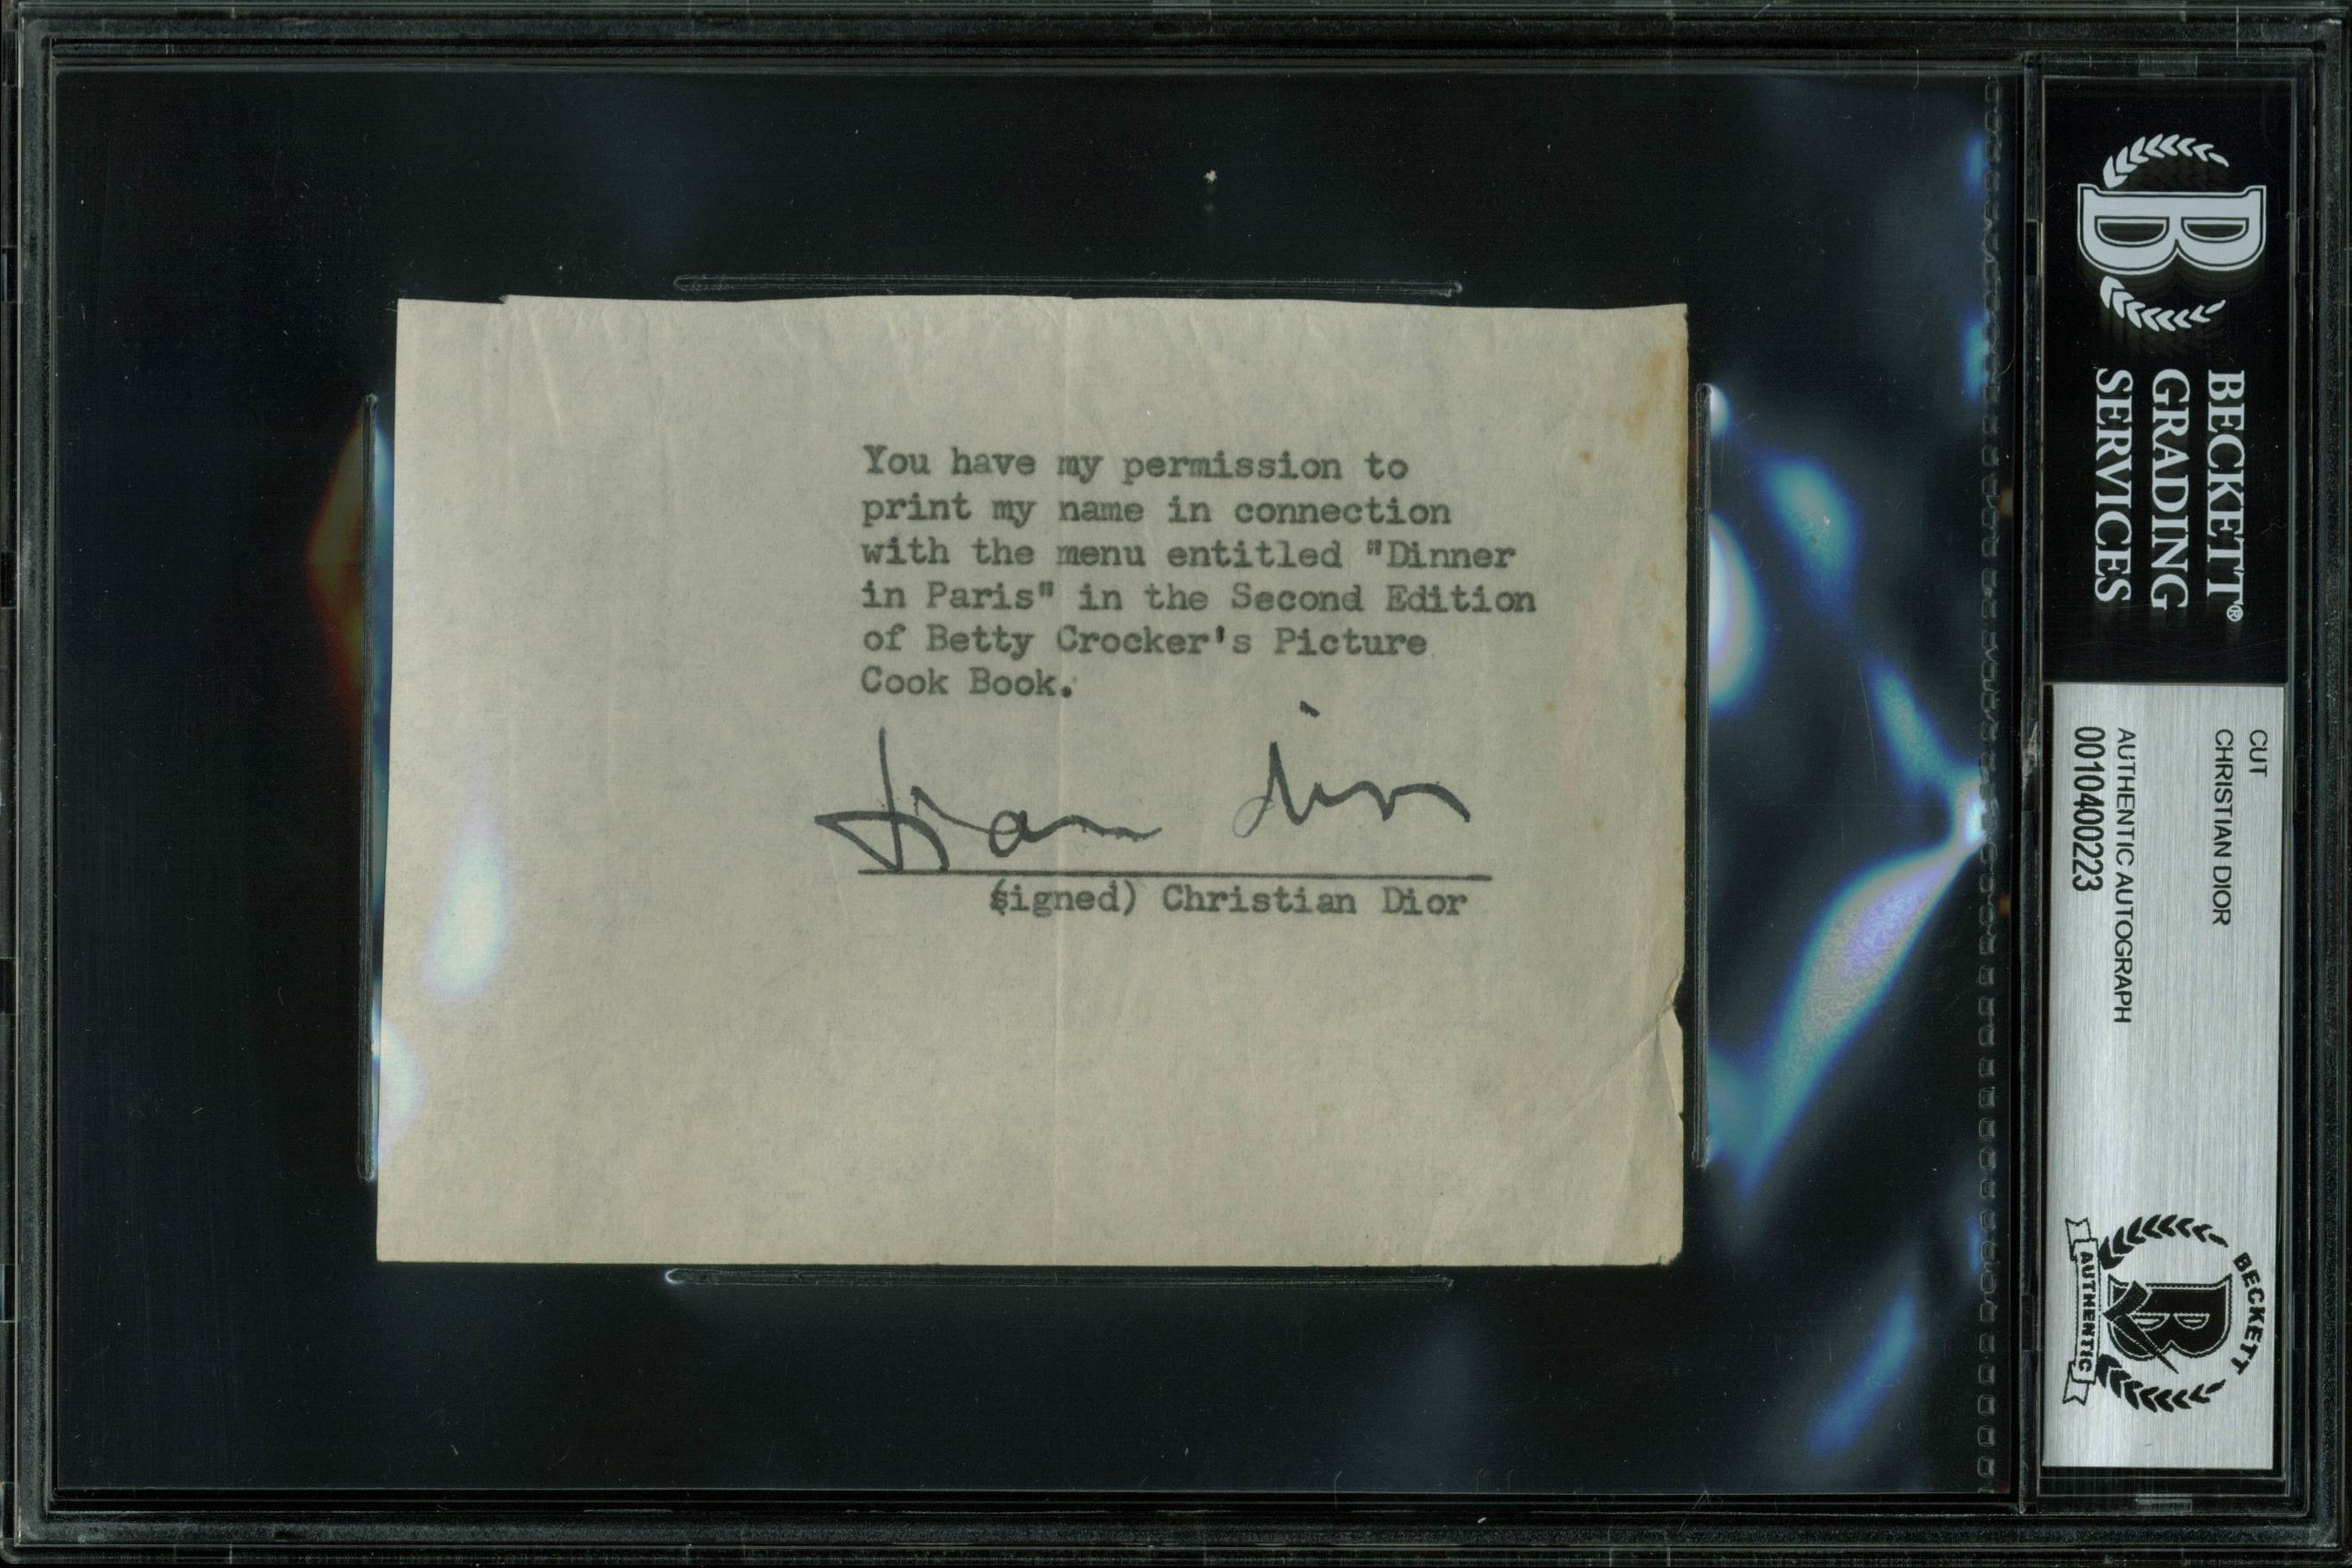 You have my permission to
print my name in connection
with the menu entitled "Dinner
in Paris" in the Second Edition
of Betty Crocker's Picture
Cook Book.
(signed) Christian Dior
BECKETT®
GRADING
SERVICES
CUT
CHRISTIAN DIOR
AUTHENTIC AUTOGRAPH
0010400223
BECKETT
B
AUTHENTIC